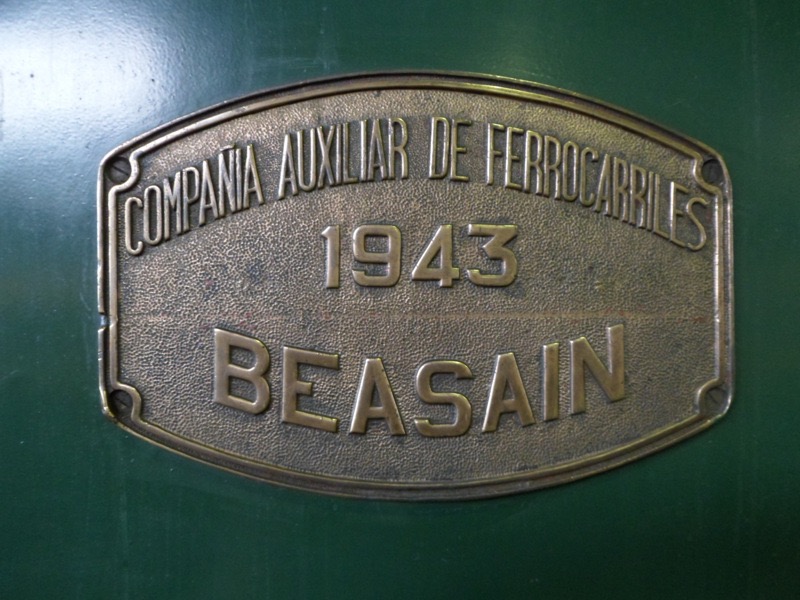 COMPAÑIA AUXILIAR DE FERROCARRILES
1943
BEASAIN